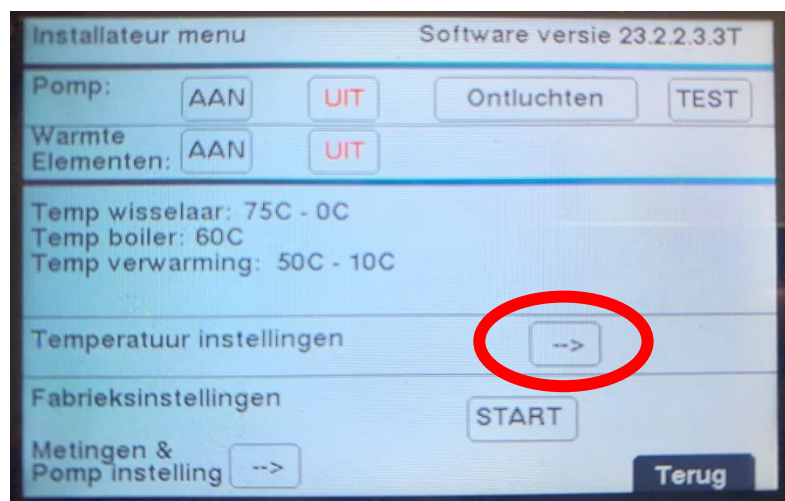 Installateur menu Software versie 23.2.2.3.3T
Pomp: AAN UIT Ontluchten TEST
Warmte
Elementen: AAN UIT
Temp wisselaar: 75C - 0C
Temp boiler: 60C
Temp verwarming: 50C - 10C
Temperatuur instellingen -->
Fabrieksinstellingen START
Metingen &
Pomp instelling -->
Terug